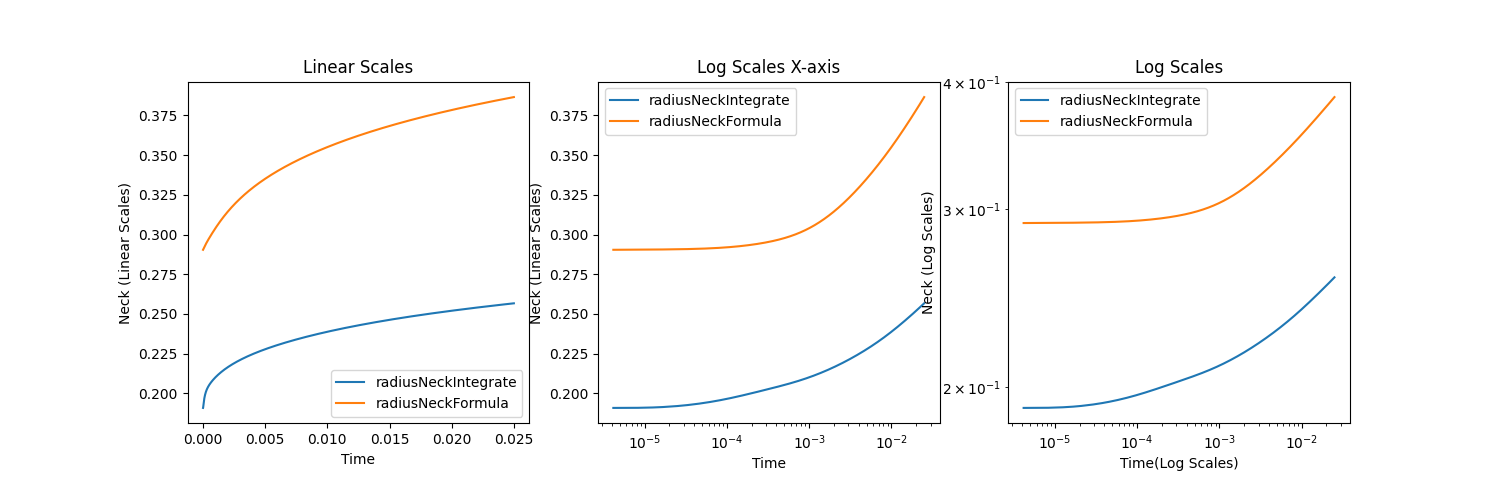 Linear Scales
Neck (Linear Scales)
0.375
0.350
0.325
0.300
0.275
0.250
0.225
0.200
radiusNeckIntegrate
radiusNeckFormula
0.000 0.005 0.010 0.015 0.020 0.025
Time
Log Scales X-axis
Neck (Linear Scales)
0.375
0.350
0.325
0.300
0.275
0.250
0.225
0.200
radiusNeckIntegrate
radiusNeckFormula
10⁻⁵ 10⁻⁴ 10⁻³ 10⁻²
Time
Log Scales
Neck (Log Scales)
4 × 10⁻¹
3 × 10⁻¹
2 × 10⁻¹
radiusNeckIntegrate
radiusNeckFormula
10⁻⁵ 10⁻⁴ 10⁻³ 10⁻²
Time(Log Scales)